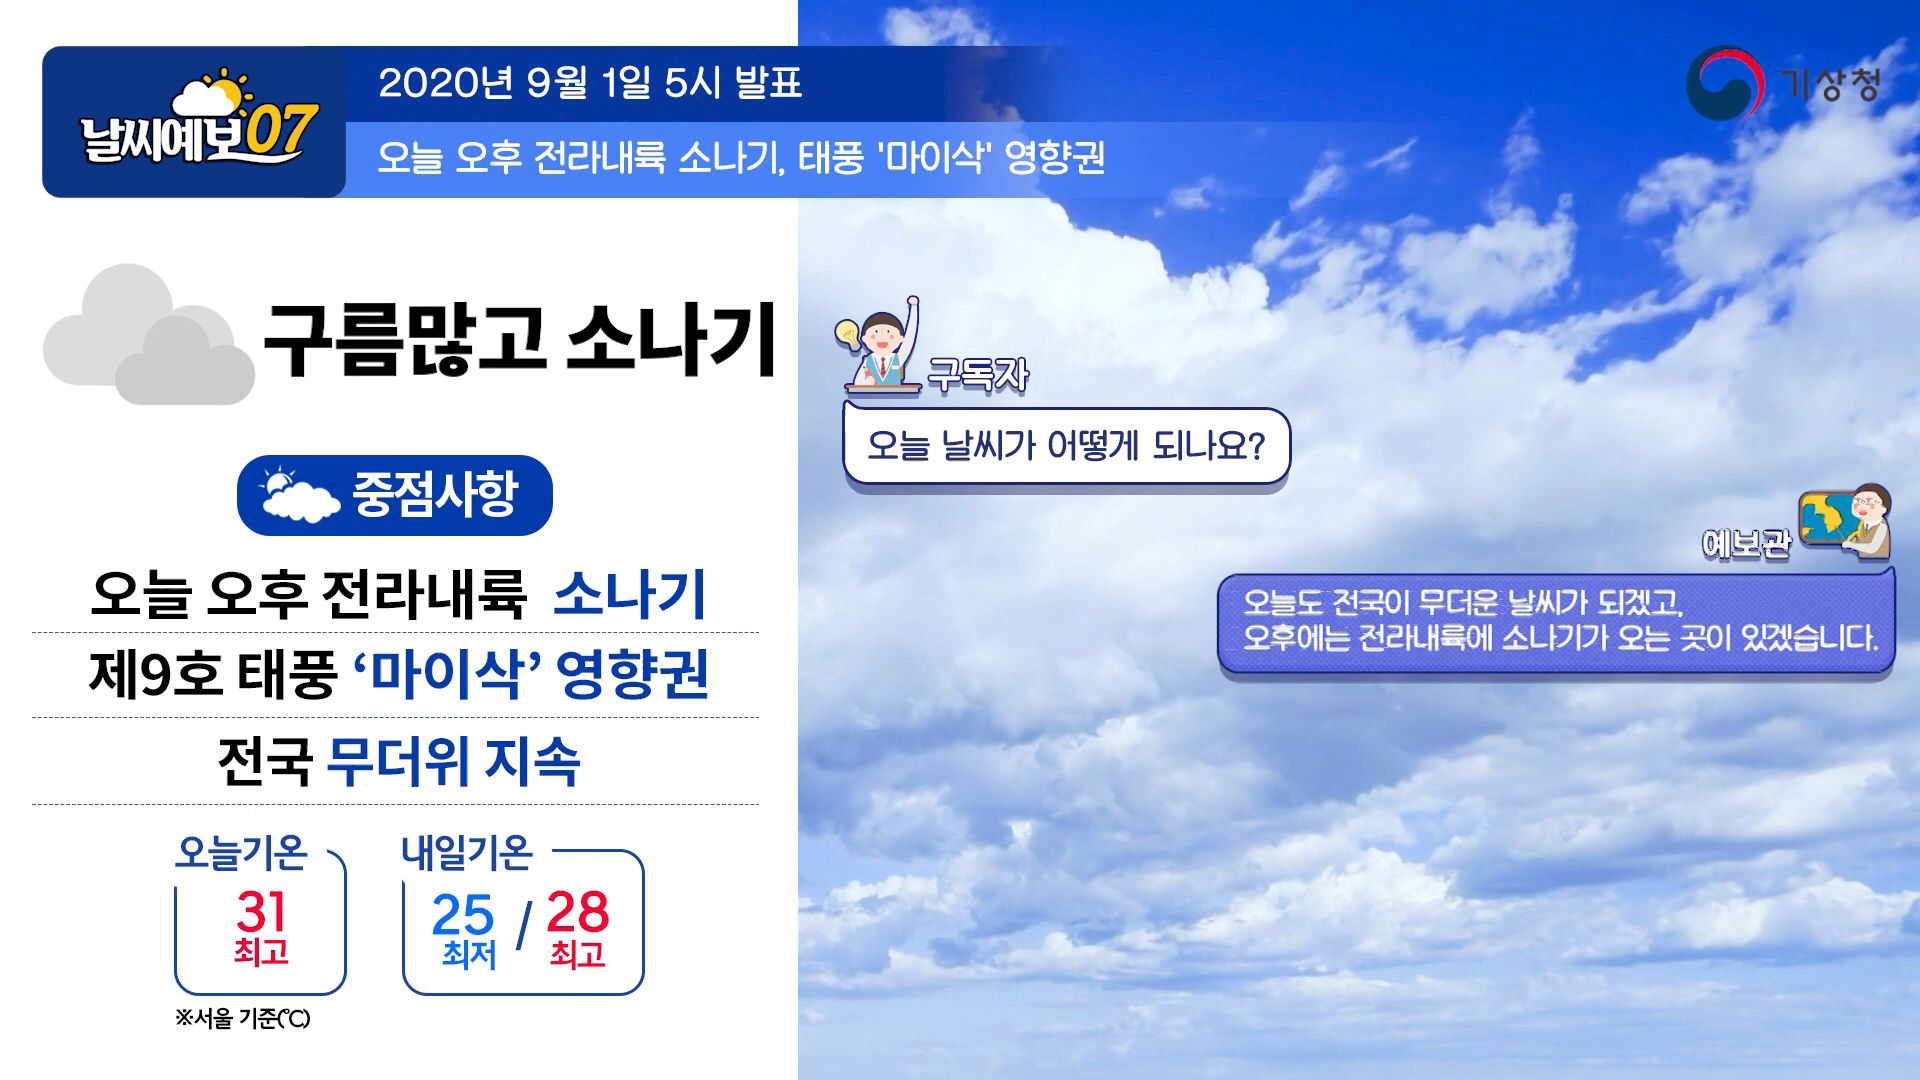 날씨예보07
2020년 9월 1일 5시 발표
오늘 오후 전라내륙 소나기, 태풍 '마이삭' 영향권
기상청
구름많고 소나기
중점사항
오늘 오후 전라내륙 소나기
제9호 태풍 ‘마이삭’ 영향권
전국 무더위 지속
오늘기온
31
최고
내일기온
25 / 28
최저 최고
※서울 기준(℃)
구독자
오늘 날씨가 어떻게 되나요?
예보관
오늘도 전국이 무더운 날씨가 되겠고,
오후에는 전라내륙에 소나기가 오는 곳이 있겠습니다.